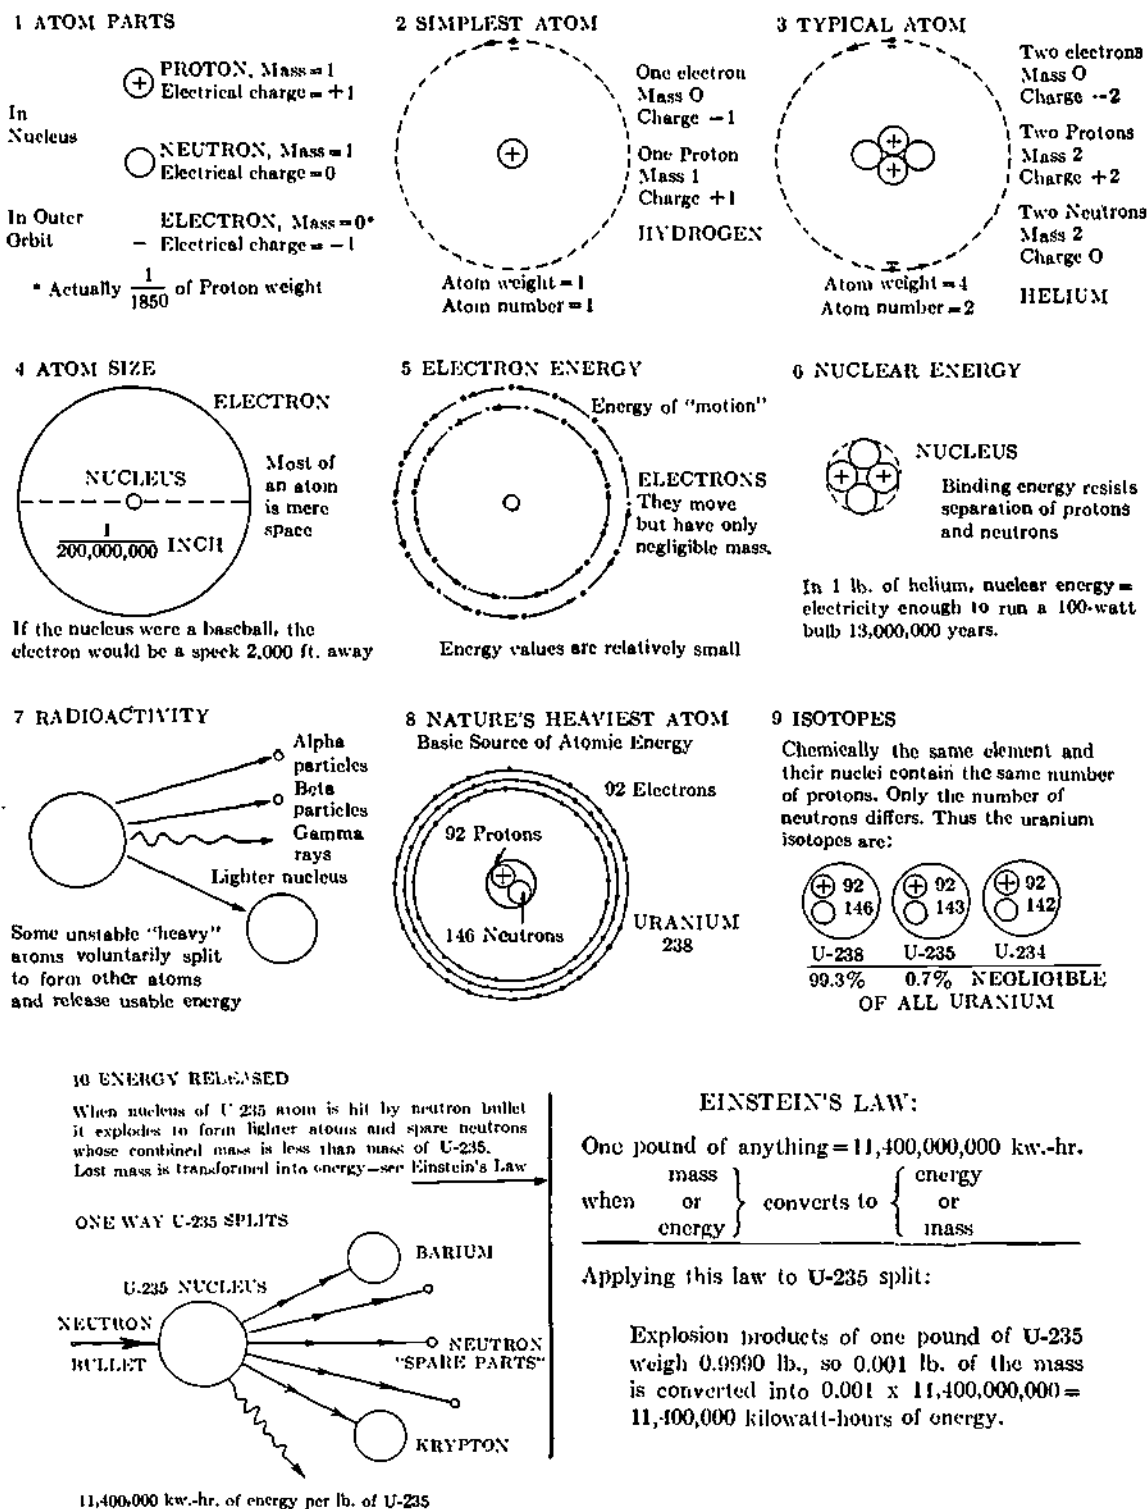 1 ATOM PARTS
In
Nucleus
+
PROTON, Mass=1
Electrical charge=+1
NEUTRON, Mass=1
Electrical charge=0
In Outer
Orbit
– ELECTRON, Mass=0*
Electrical charge=-1
* Actually 1/1850 of Proton weight
2 SIMPLEST ATOM
One electron
Mass 0
Charge -1
+
One Proton
Mass 1
Charge +1
HYDROGEN
Atom weight=1
Atom number=1
3 TYPICAL ATOM
Two electrons
Mass 0
Charge -2
+
+
Two Protons
Mass 2
Charge +2
Two Neutrons
Mass 2
Charge 0
HELIUM
Atom weight=4
Atom number=2
4 ATOM SIZE
ELECTRON
NUCLEUS
1/200,000,000 INCH
Most of
an atom
is mere
space
If the nucleus were a baseball, the
electron would be a speck 2,000 ft. away
5 ELECTRON ENERGY
Energy of "motion"
ELECTRONS
They move
but have only
negligible mass.
Energy values are relatively small
6 NUCLEAR ENERGY
+ +
NUCLEUS
Binding energy resists
separation of protons
and neutrons
In 1 lb. of helium, nuclear energy=
electricity enough to run a 100-watt
bulb 13,000,000 years.
7 RADIOACTIVITY
Alpha
particles
Beta
particles
Gamma
rays
Lighter nucleus
Some unstable "heavy"
atoms voluntarily split
to form other atoms
and release usable energy
8 NATURE'S HEAVIEST ATOM
Basic Source of Atomic Energy
92 Electrons
92 Protons
+
146 Neutrons
URANIUM
238
9 ISOTOPES
Chemically the same element and
their nuclei contain the same number
of protons. Only the number of
neutrons differs. Thus the uranium
isotopes are:
+ 92 + 92 + 92
146 143 142
U-238 U-235 U-234
99.3% 0.7% NEGLIGIBLE
OF ALL URANIUM
10 ENERGY RELEASED
When nucleus of U 235 atom is hit by neutron bullet
it explodes to form lighter atoms and spare neutrons
whose combined mass is less than mass of U-235.
Lost mass is transformed into energy—see Einstein's Law
ONE WAY U-235 SPLITS
BARIUM
U-235 NUCLEUS
NEUTRON
BULLET
NEUTRON
"SPARE PARTS"
KRYPTON
11,400,000 kw.-hr. of energy per lb. of U-235
EINSTEIN'S LAW:
One pound of anything=11,400,000,000 kw.-hr.
when mass or energy } converts to { energy or mass
Applying this law to U-235 split:
Explosion products of one pound of U-235
weigh 0.9990 lb., so 0.001 lb. of the mass
is converted into 0.001 x 11,400,000,000=
11,400,000 kilowatt-hours of energy.